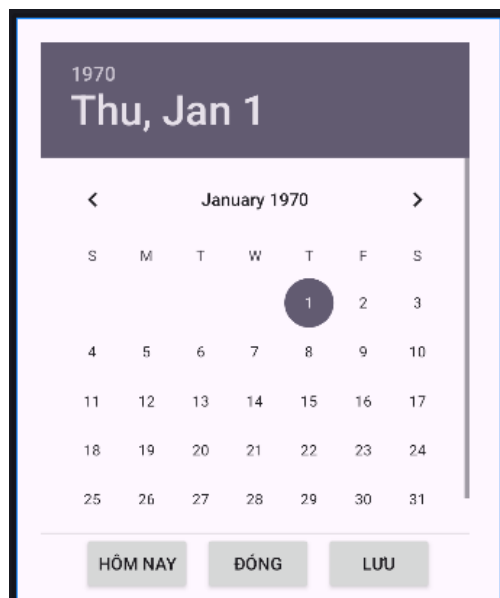 1970
Thu, Jan 1
January 1970
S M T W T F S
1 2 3
4 5 6 7 8 9 10
11 12 13 14 15 16 17
18 19 20 21 22 23 24
25 26 27 28 29 30 31
HÔM NAY ĐÓNG LƯU